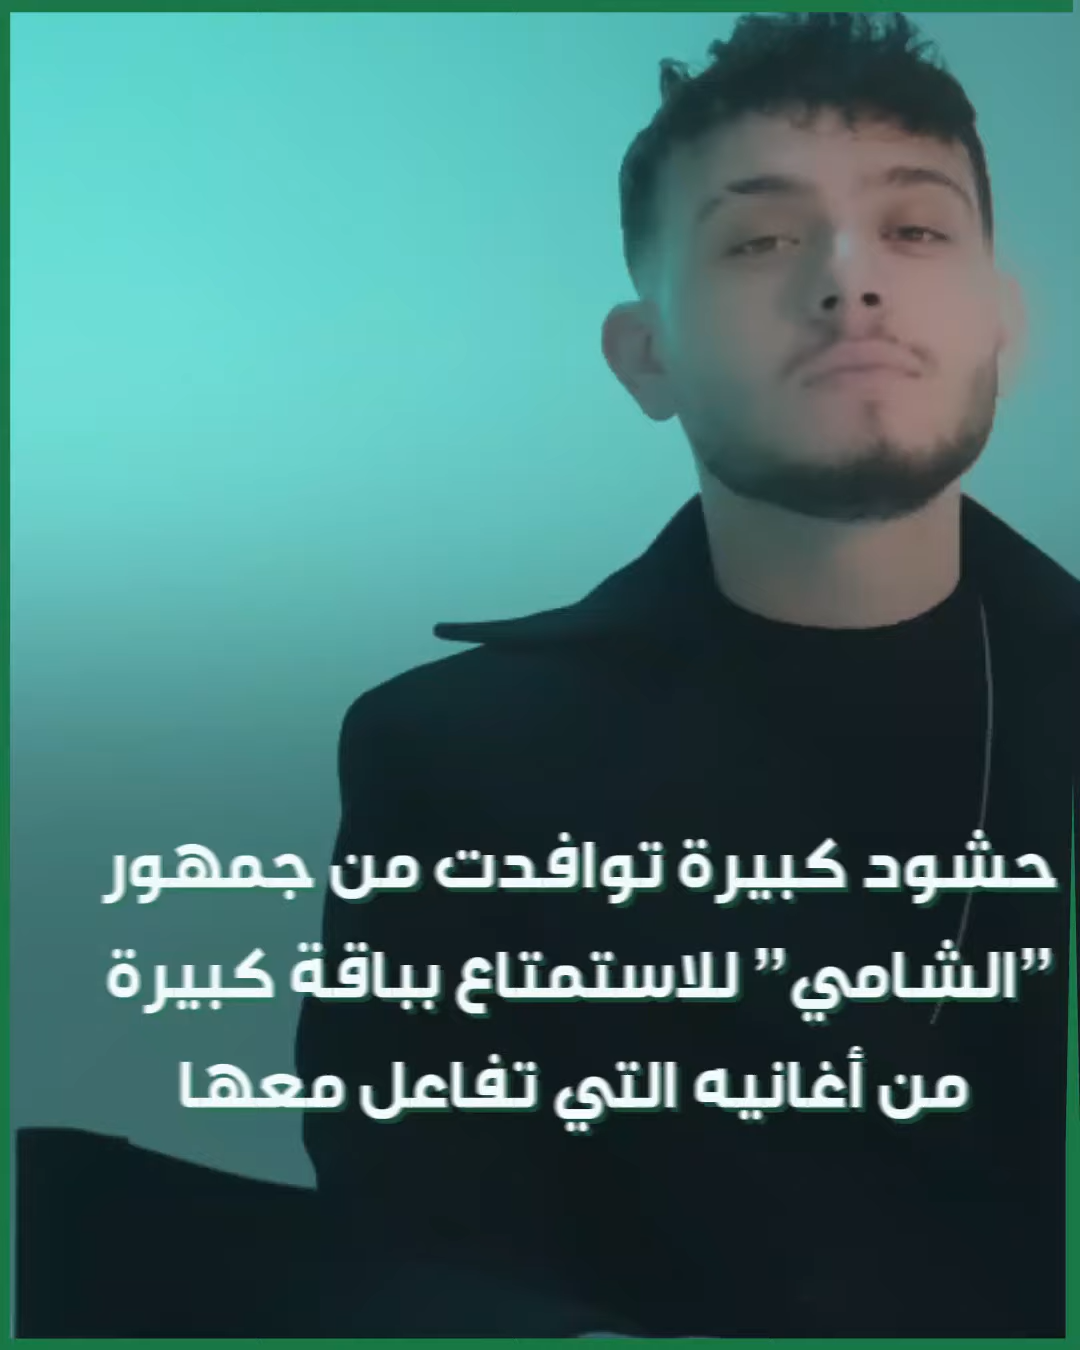 حشود كبيرة توافدت من جمهور
”الشامي” للاستمتاع بباقة كبيرة
من أغانيه التي تفاعل معها